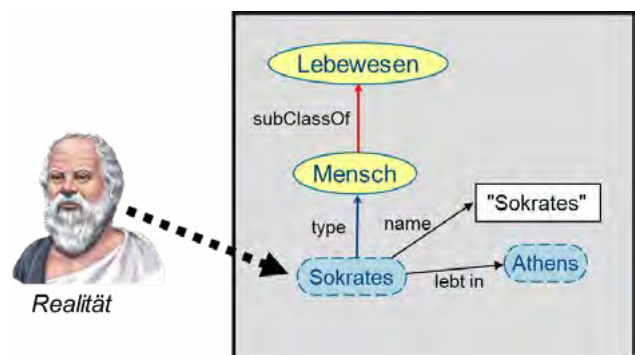 Lebewesen
subClassOf
Mensch
type
name
"Sokrates"
Sokrates
lebt in
Athens
Realität